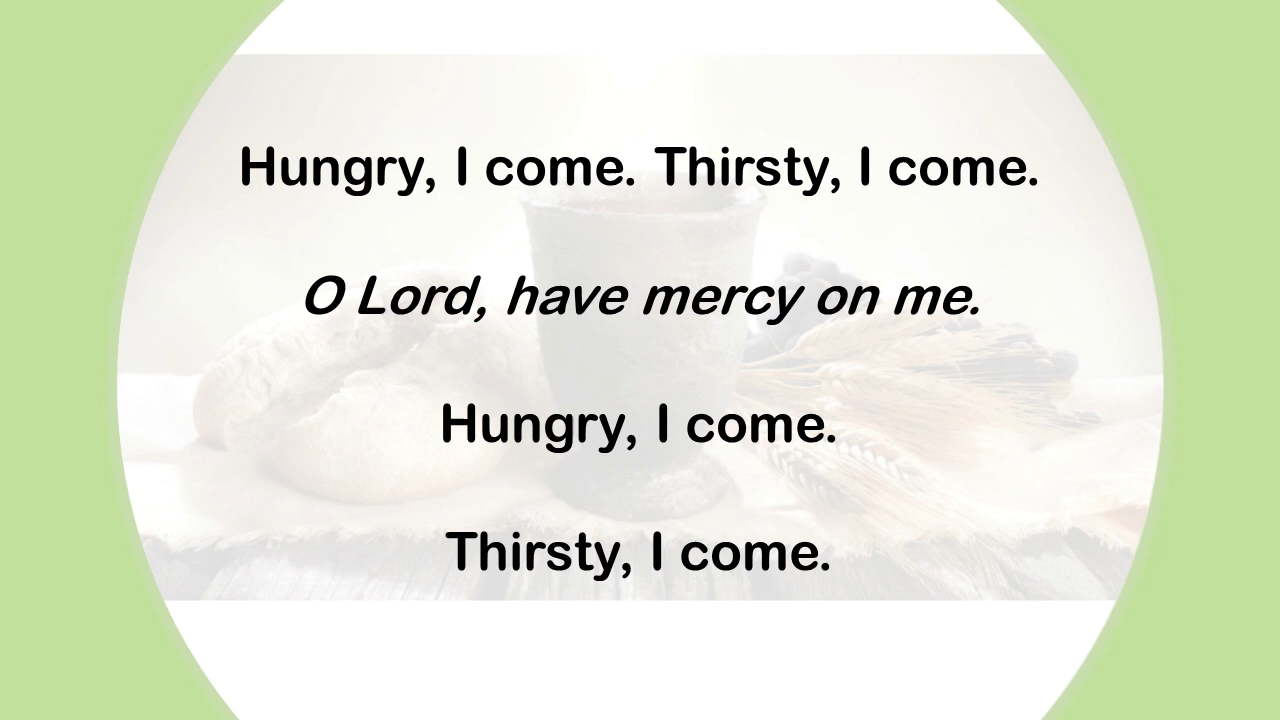 Hungry, I come. Thirsty, I come.
O Lord, have mercy on me.
Hungry, I come.
Thirsty, I come.